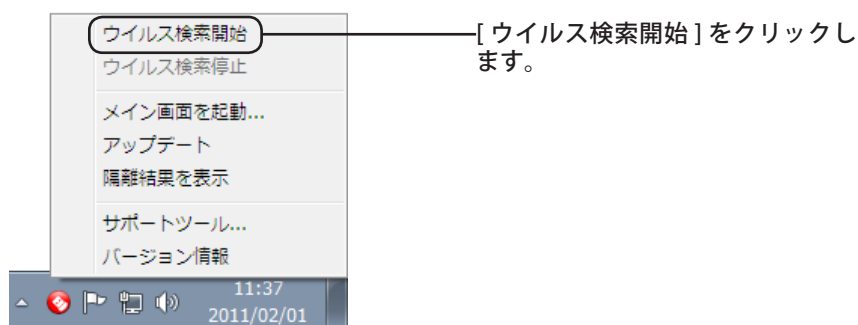 ウイルス検索開始
ウイルス検索停止
メイン画面を起動...
アップデート
隔離結果を表示
サポートツール...
バージョン情報
11:37
2011/02/01
[ ウイルス検索開始 ] をクリックし
ます。